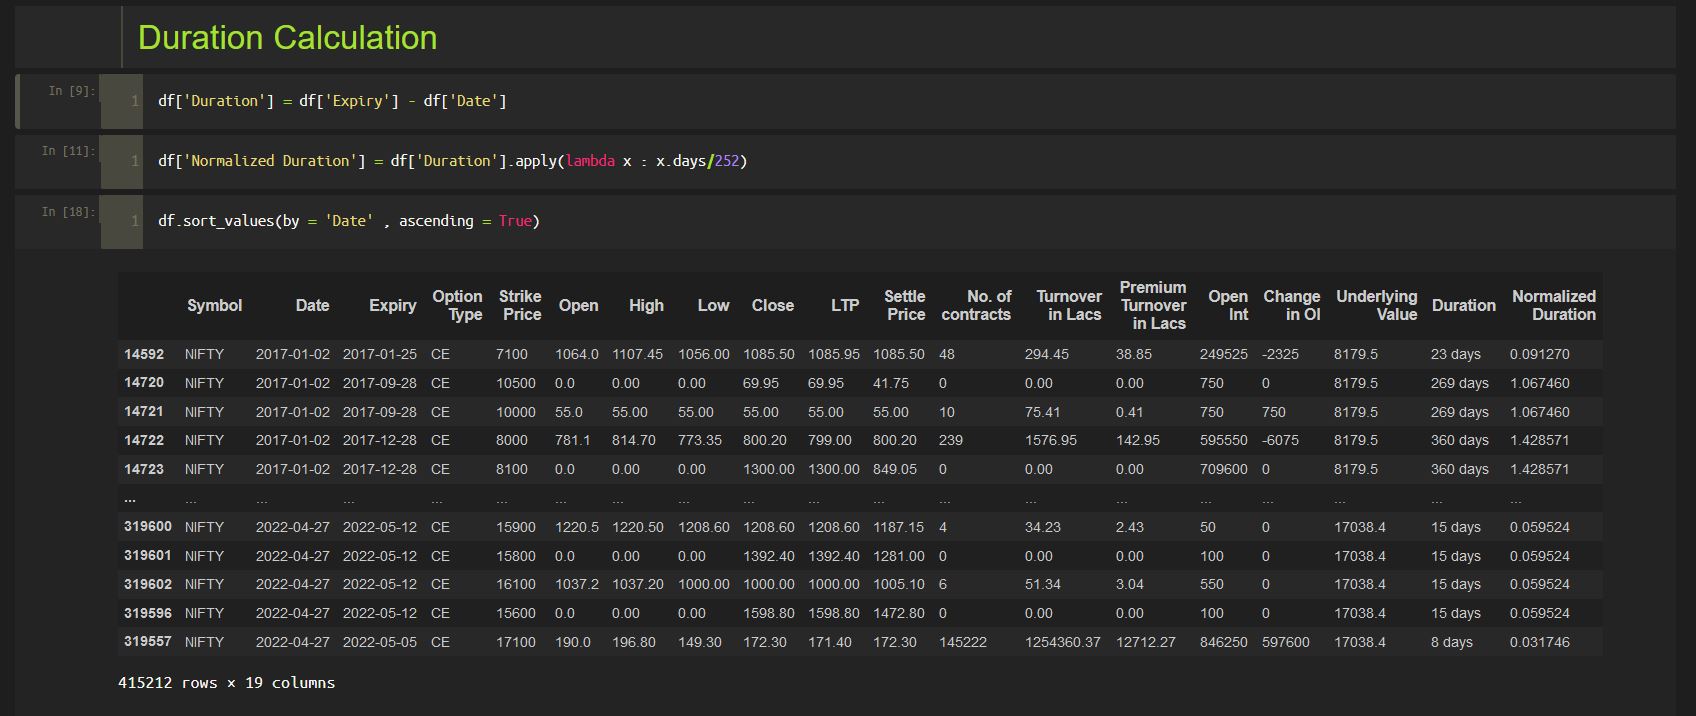 Duration Calculation
In [9]:
1 df['Duration'] = df['Expiry'] - df['Date']
In [11]:
1 df['Normalized Duration'] = df['Duration'].apply(lambda x : x.days/252)
In [18]:
1 df.sort_values(by = 'Date' , ascending = True)
Symbol Date Expiry Option Type Strike Price Open High Low Close LTP Settle Price No. of contracts Turnover in Lacs Premium Turnover in Lacs Open Int Change in OI Underlying Value Duration Normalized Duration
14592 NIFTY 2017-01-02 2017-01-25 CE 7100 1064.0 1107.45 1056.00 1085.50 1085.95 1085.50 48 294.45 38.85 249525 -2325 8179.5 23 days 0.091270
14720 NIFTY 2017-01-02 2017-09-28 CE 10500 0.0 0.00 0.00 69.95 69.95 41.75 0 0.00 0.00 750 0 8179.5 269 days 1.067460
14721 NIFTY 2017-01-02 2017-09-28 CE 10000 55.0 55.00 55.00 55.00 55.00 55.00 10 75.41 0.41 750 750 8179.5 269 days 1.067460
14722 NIFTY 2017-01-02 2017-12-28 CE 8000 781.1 814.70 773.35 800.20 799.00 800.20 239 1576.95 142.95 595550 -6075 8179.5 360 days 1.428571
14723 NIFTY 2017-01-02 2017-12-28 CE 8100 0.0 0.00 0.00 1300.00 1300.00 849.05 0 0.00 0.00 709600 0 8179.5 360 days 1.428571
... ... ... ... ... ... ... ... ... ... ... ... ... ... ... ... ... ... ... ...
319600 NIFTY 2022-04-27 2022-05-12 CE 15900 1220.5 1220.50 1208.60 1208.60 1208.60 1187.15 4 34.23 2.43 50 0 17038.4 15 days 0.059524
319601 NIFTY 2022-04-27 2022-05-12 CE 15800 0.0 0.00 0.00 1392.40 1392.40 1281.00 0 0.00 0.00 100 0 17038.4 15 days 0.059524
319602 NIFTY 2022-04-27 2022-05-12 CE 16100 1037.2 1037.20 1000.00 1000.00 1000.00 1005.10 6 51.34 3.04 550 0 17038.4 15 days 0.059524
319596 NIFTY 2022-04-27 2022-05-12 CE 15600 0.0 0.00 0.00 1598.80 1598.80 1472.80 0 0.00 0.00 100 0 17038.4 15 days 0.059524
319557 NIFTY 2022-04-27 2022-05-05 CE 17100 190.0 196.80 149.30 172.30 171.40 172.30 145222 1254360.37 12712.27 846250 597600 17038.4 8 days 0.031746
415212 rows × 19 columns